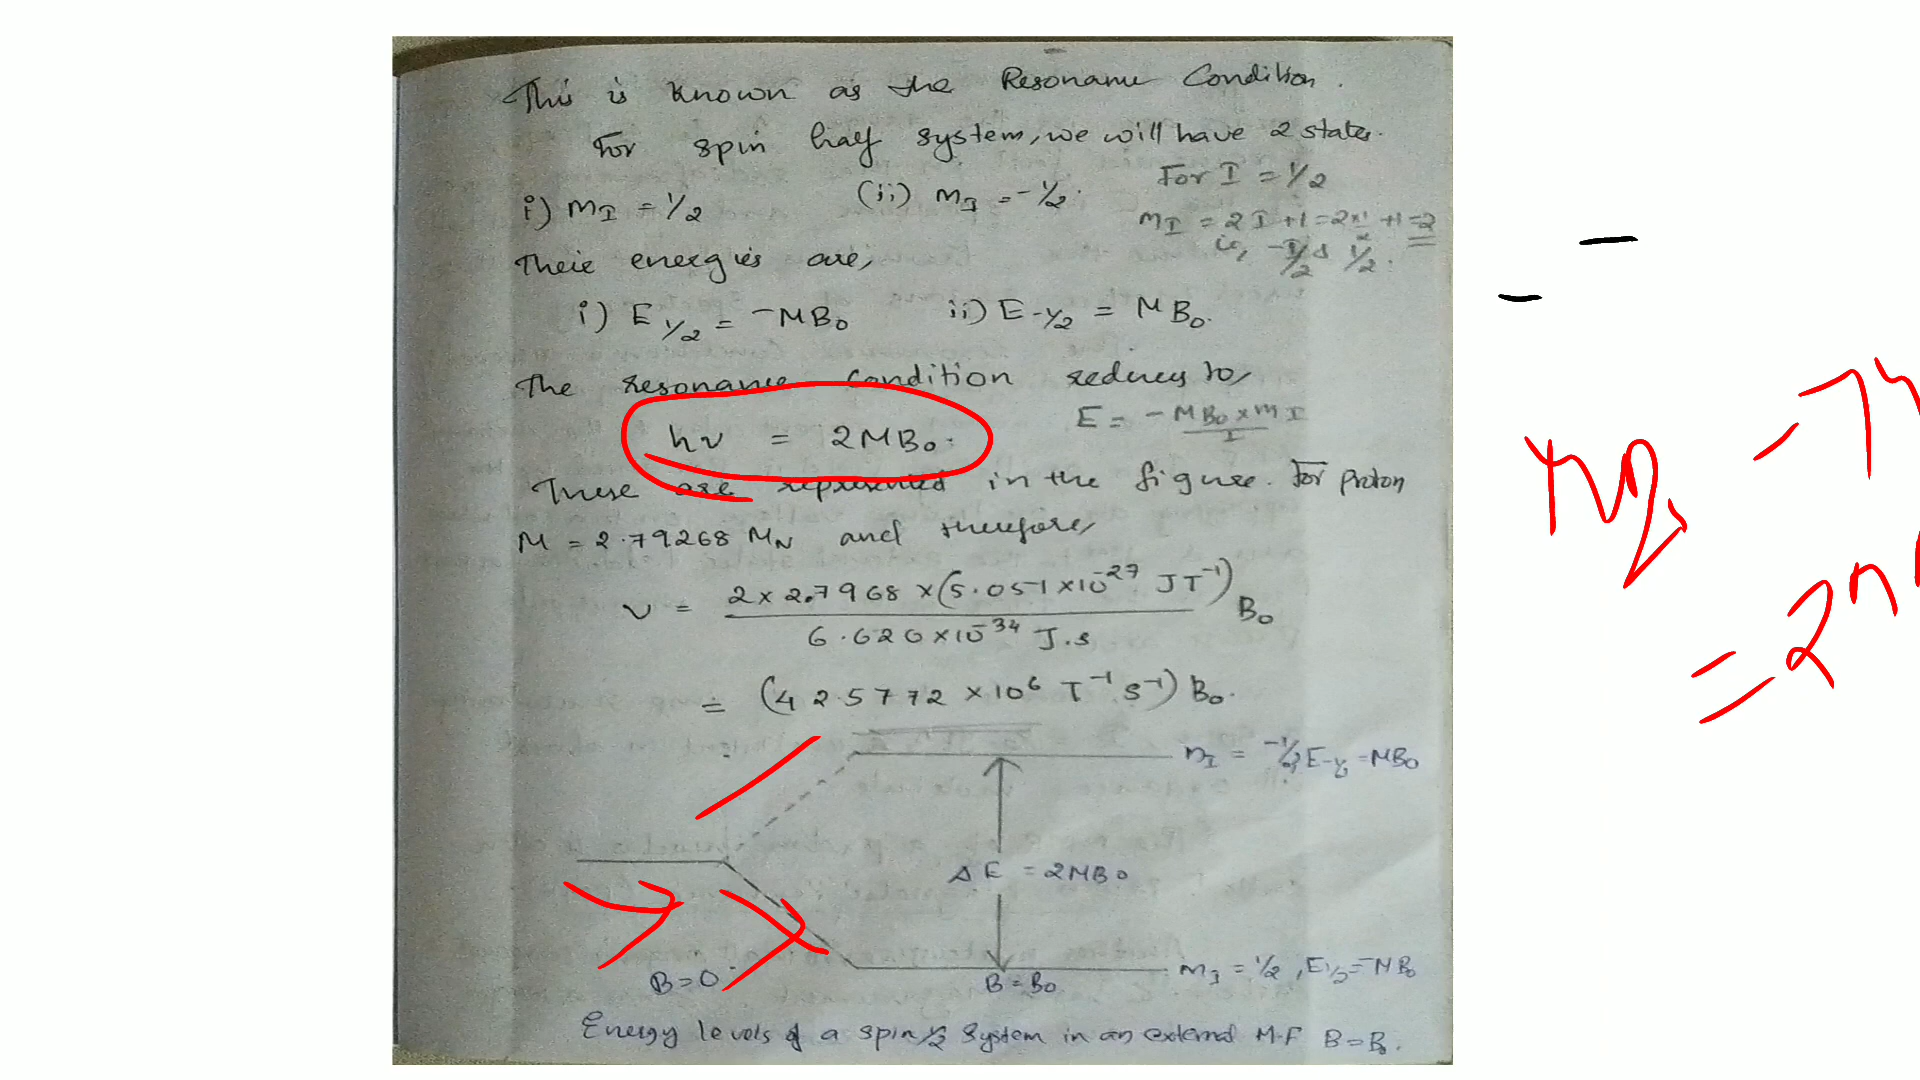 This is known as the Resonance Condition.
For spin half system, we will have 2 states.
i) mI = 1/2 (ii) mI = -1/2.
For I = 1/2
mI = 2I+1 = 2×1/2 +1 = 2
ie, -1/2 & 1/2.
Their energies are,
i) E 1/2 = -MB₀ ii) E -1/2 = MB₀.
The resonance condition reduces to,
hν = 2MB₀.
E = -MB₀ × mI / I
These are represented in the figure. For proton
M = 2.79268 MN and therefore,
ν = 2 × 2.7968 × (5.051 × 10⁻²⁷ JT⁻¹) / 6.626 × 10⁻³⁴ J.s B₀
= (42.5772 × 10⁶ T⁻¹ s⁻¹) B₀.
mI = -1/2, E-1/2 = MB₀
ΔE = 2MB₀
B=0 B=B₀ mI = 1/2, E1/2 = -MB₀
Energy levels of a spin 1/2 system in an external M.F B=B₀.